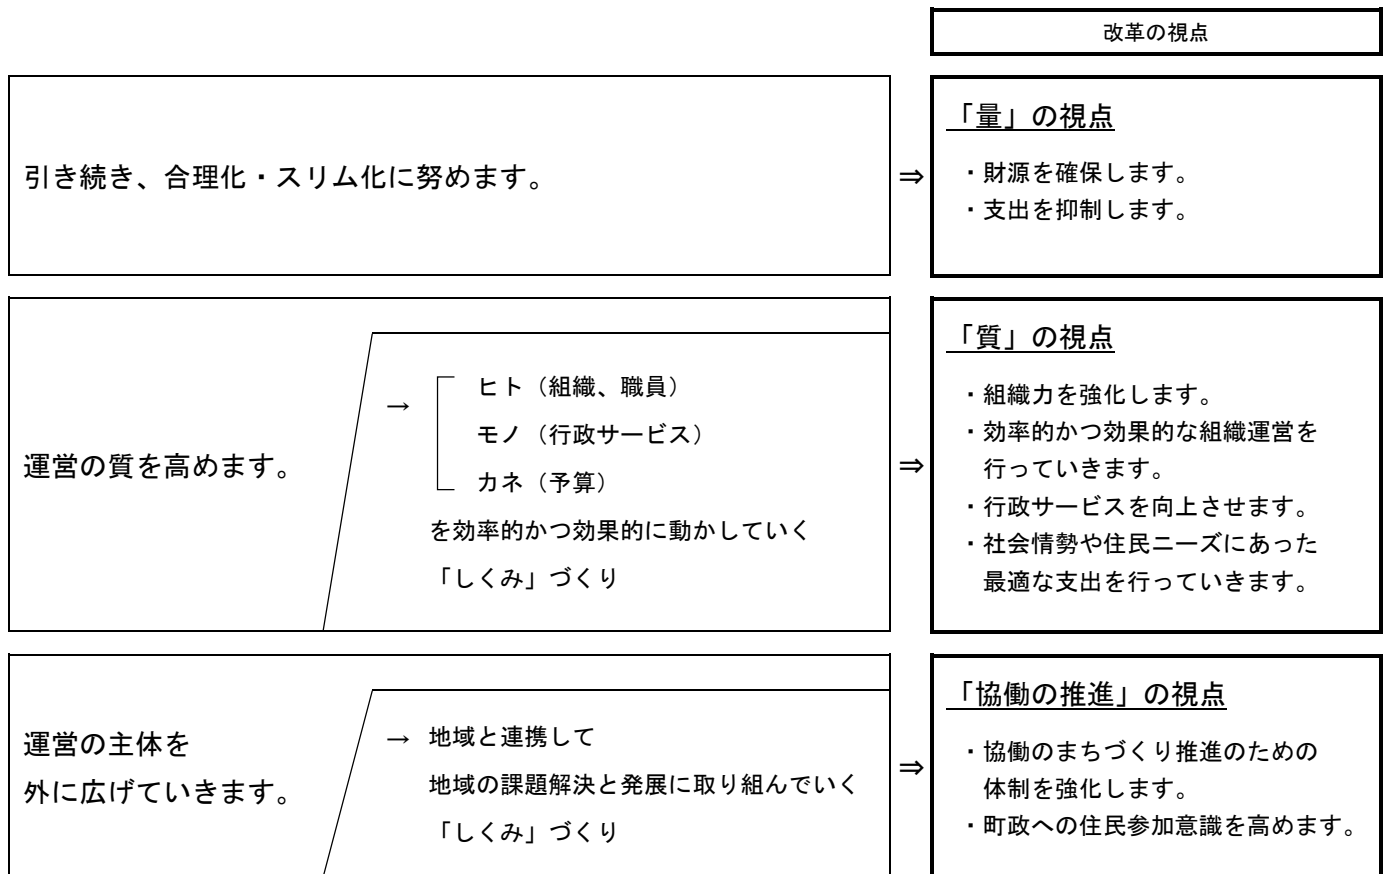 改革の視点
引き続き、合理化・スリム化に努めます。
⇒
「量」の視点
・財源を確保します。
・支出を抑制します。
運営の質を高めます。
→
ヒト（組織、職員）
モノ（行政サービス）
カネ（予算）
を効率的かつ効果的に動かしていく
「しくみ」づくり
⇒
「質」の視点
・組織力を強化します。
・効率的かつ効果的な組織運営を
行っていきます。
・行政サービスを向上させます。
・社会情勢や住民ニーズにあった
最適な支出を行っていきます。
運営の主体を
外に広げていきます。
→ 地域と連携して
地域の課題解決と発展に取り組んでいく
「しくみ」づくり
⇒
「協働の推進」の視点
・協働のまちづくり推進のための
体制を強化します。
・町政への住民参加意識を高めます。